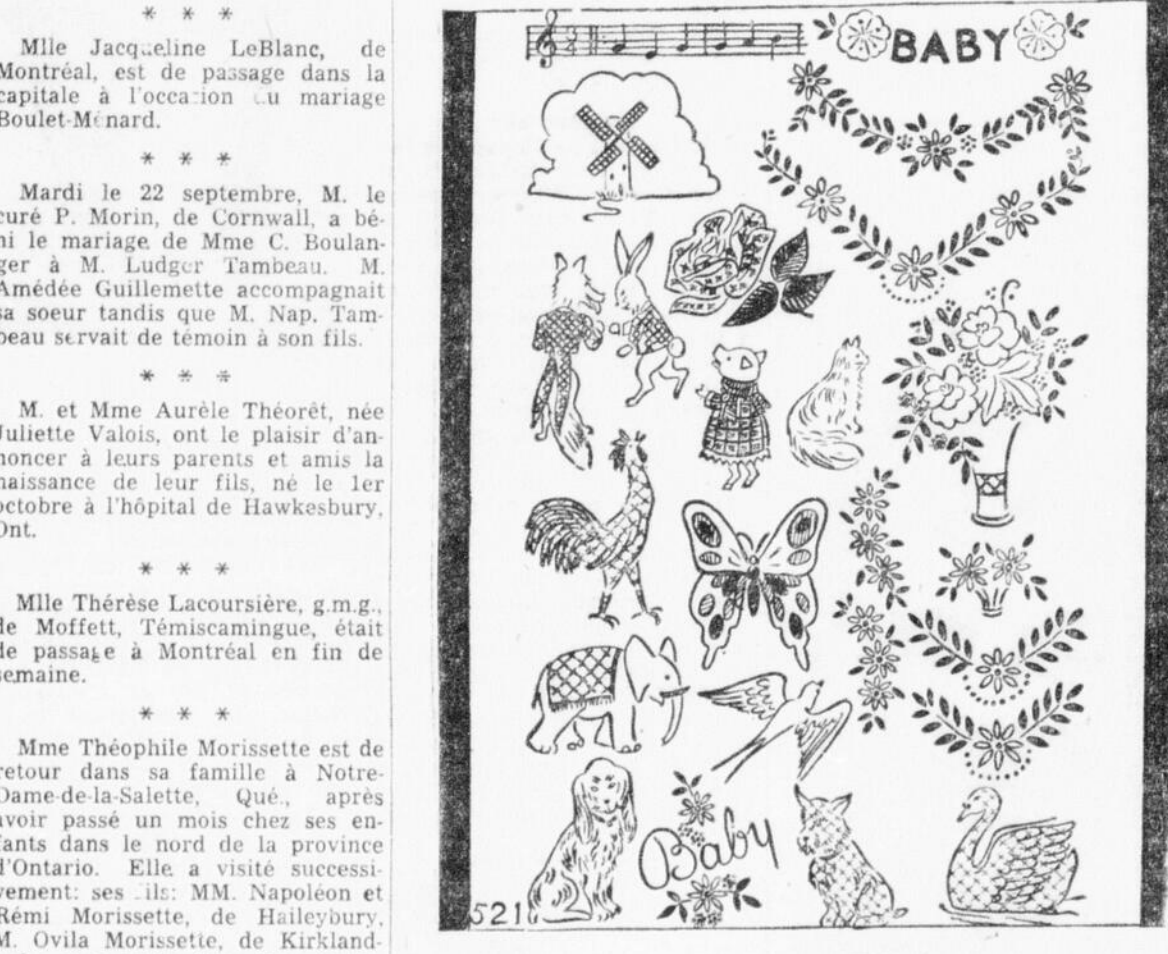 * * *
Mlle Jacqueline LeBlanc, de
Montréal, est de passage dans la
capitale à l'occasion du mariage
Boulet-Ménard.
* * *
Mardi le 22 septembre, M. le
curé P. Morin, de Cornwall, a bé-
ni le mariage de Mme C. Boulan-
ger à M. Ludger Tambeau. M.
Amédée Guillemette accompagnait
sa soeur tandis que M. Nap. Tam-
beau servait de témoin à son fils.
* * *
M. et Mme Aurèle Théorêt, née
Juliette Valois, ont le plaisir d'an-
noncer à leurs parents et amis la
naissance de leur fils, né le 1er
octobre à l'hôpital de Hawkesbury,
Ont.
* * *
Mlle Thérèse Lacoursière, g.m.g.,
de Moffett, Témiscamingue, était
de passage à Montréal en fin de
semaine.
* * *
Mme Théophile Morissette est de
retour dans sa famille à Notre-
Dame-de-la-Salette, Qué., après
avoir passé un mois chez ses en-
fants dans le nord de la province
d'Ontario. Elle a visité successi-
vement: ses fils: MM. Napoléon et
Rémi Morissette, de Haileybury,
M. Ovila Morissette, de Kirkland-
3
4
BABY
Baby